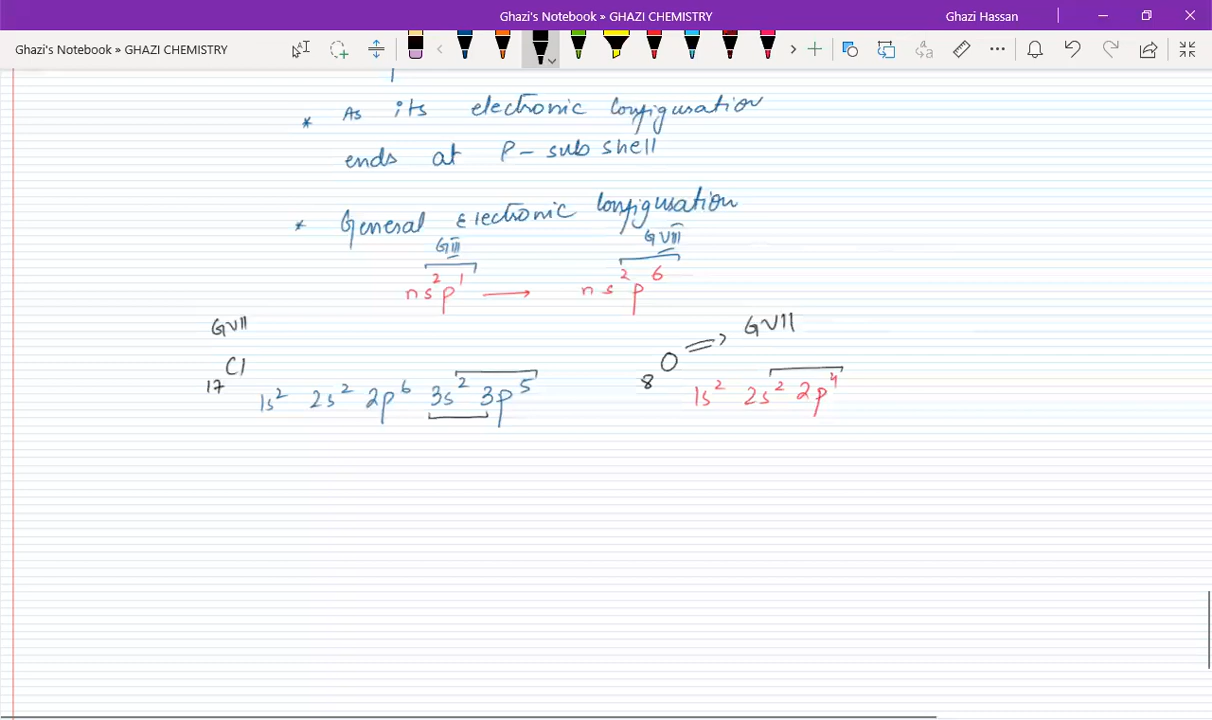 Ghazi's Notebook » GHAZI CHEMISTRY
Ghazi Hassan
Ghazi's Notebook » GHAZI CHEMISTRY
* As its electronic configuration
ends at P-sub shell
* General electronic configuration
GIII GVIII
ns²p¹ → ns²p⁶
GVII
₁₇Cl 1s² 2s² 2p⁶ 3s² 3p⁵
₈O ⇒ GVII
1s² 2s² 2p⁴